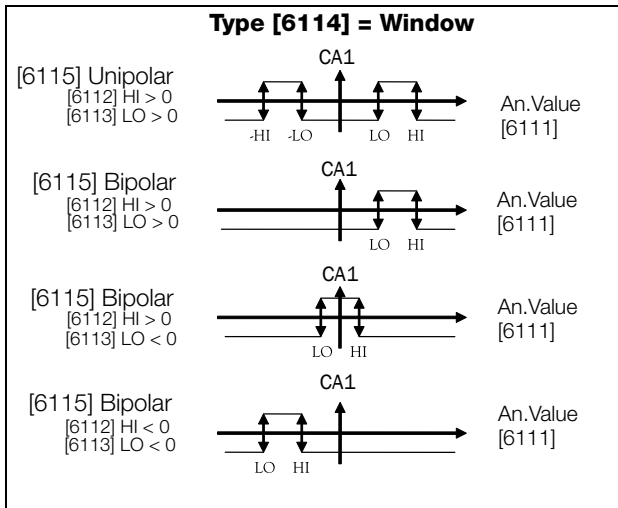 Type [6114] = Window
CA1
[6115] Unipolar
[6112] HI > 0
[6113] LO > 0
-HI -LO LO HI
An.Value
[6111]
CA1
[6115] Bipolar
[6112] HI > 0
[6113] LO > 0
LO HI
An.Value
[6111]
CA1
[6115] Bipolar
[6112] HI > 0
[6113] LO < 0
LO HI
An.Value
[6111]
CA1
[6115] Bipolar
[6112] HI < 0
[6113] LO < 0
LO HI
An.Value
[6111]